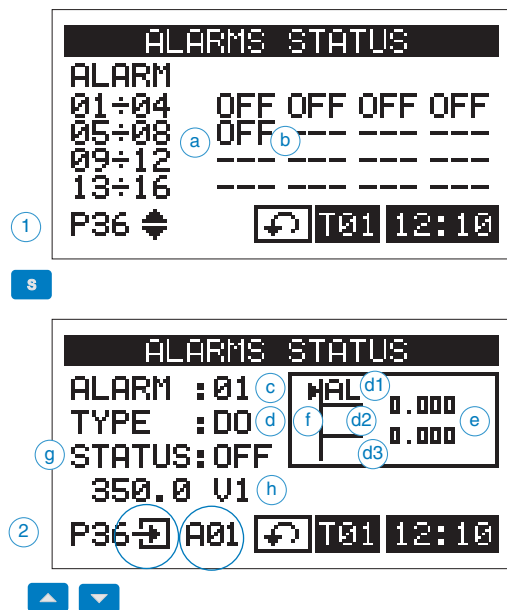 ALARMS STATUS
ALARM
01÷04 OFF OFF OFF OFF
05÷08 a OFF b --- --- ---
09÷12 --- --- --- ---
13÷16 --- --- --- ---
1 P36 T01 12:10
S
ALARMS STATUS
ALARM :01 c AL d1
TYPE :DO d f d2 0.000 e
d3 0.000
g STATUS:OFF
350.0 V1 h
2 P36 A01 T01 12:10